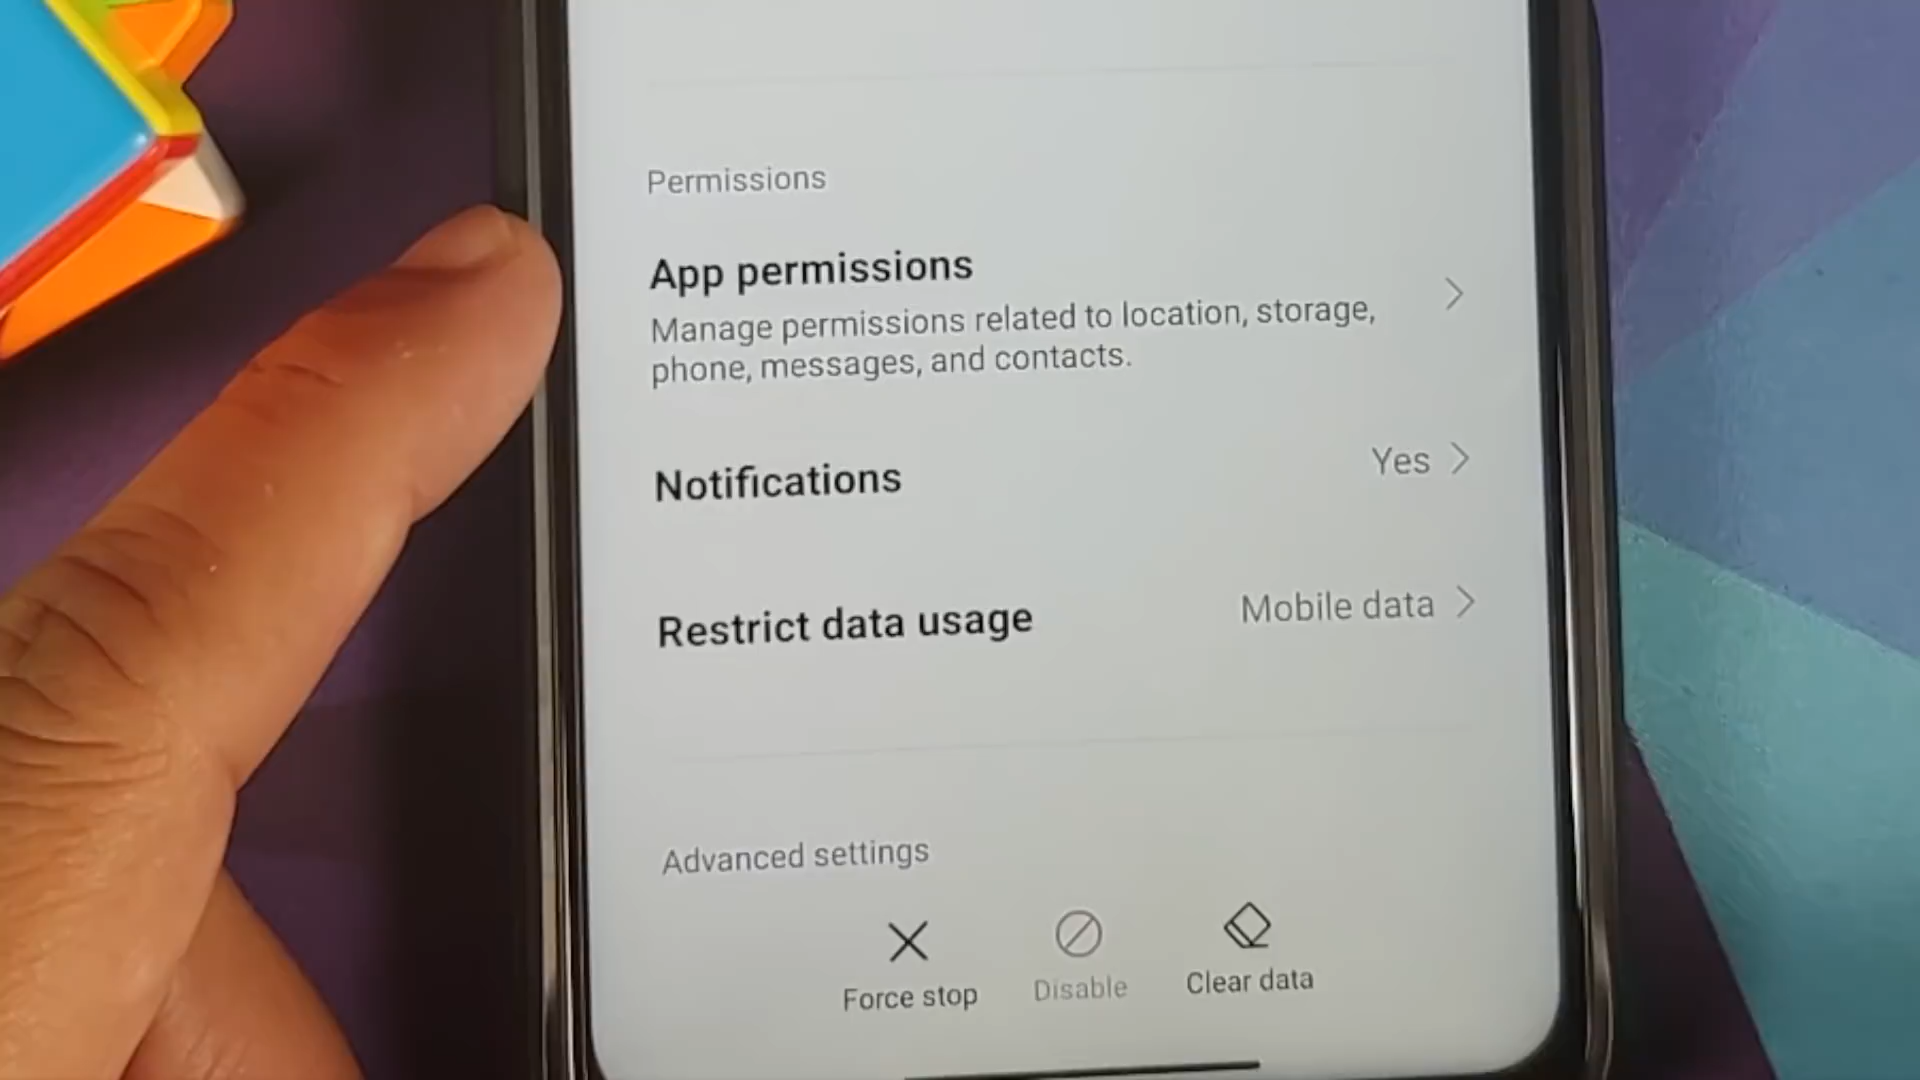 Permissions
App permissions
Manage permissions related to location, storage,
phone, messages, and contacts.
Notifications
Yes
Restrict data usage
Mobile data
Advanced settings
Force stop
Disable
Clear data